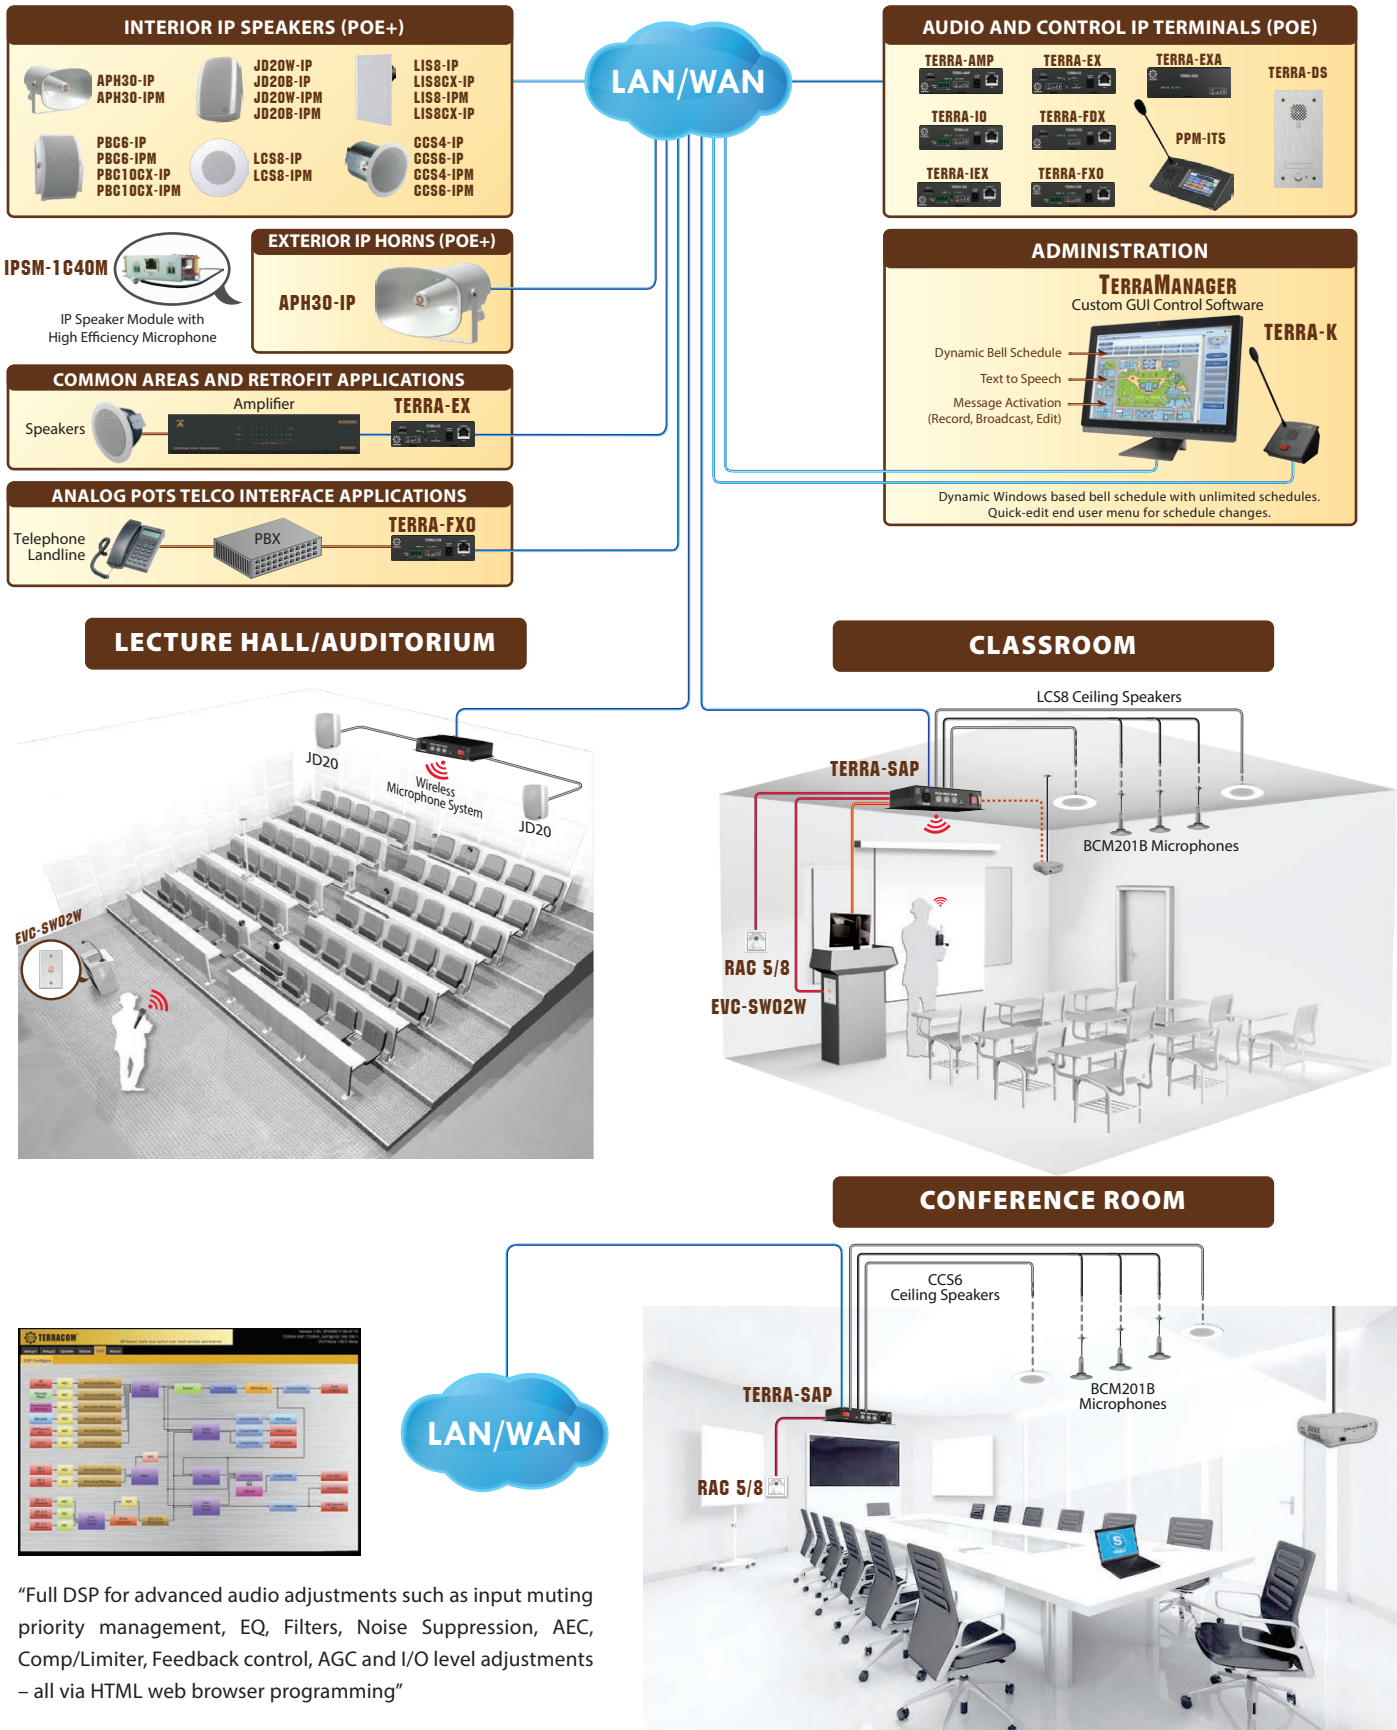 INTERIOR IP SPEAKERS (POE+)
APH30-IP
APH30-IPM
JD20W-IP
JD20B-IP
JD20W-IPM
JD20B-IPM
LIS8-IP
LIS8CX-IP
LIS8-IPM
LIS8CX-IP
PBC6-IP
PBC6-IPM
PBC10CX-IP
PBC10CX-IPM
LCS8-IP
LCS8-IPM
CCS4-IP
CCS6-IP
CCS4-IPM
CCS6-IPM
LAN/WAN
AUDIO AND CONTROL IP TERMINALS (POE)
TERRA-AMP
TERRA-EX
TERRA-EXA
TERRA-DS
TERRA-IO
TERRA-FDX
PPM-IT5
TERRA-IEX
TERRA-FXO
IPSM-1C40M
IP Speaker Module with
High Efficiency Microphone
EXTERIOR IP HORNS (POE+)
APH30-IP
ADMINISTRATION
TERRAMANAGER
Custom GUI Control Software
TERRA-K
Dynamic Bell Schedule
Text to Speech
Message Activation
(Record, Broadcast, Edit)
Dynamic Windows based bell schedule with unlimited schedules.
Quick-edit end user menu for schedule changes.
COMMON AREAS AND RETROFIT APPLICATIONS
Speakers
Amplifier
TERRA-EX
ANALOG POTS TELCO INTERFACE APPLICATIONS
Telephone
Landline
PBX
TERRA-FXO
LECTURE HALL/AUDITORIUM
JD20
Wireless
Microphone System
JD20
EVC-SW02W
CLASSROOM
LCS8 Ceiling Speakers
TERRA-SAP
BCM201B Microphones
RAC 5/8
EVC-SW02W
CONFERENCE ROOM
CCS6
Ceiling Speakers
TERRA-SAP
BCM201B
Microphones
RAC 5/8
LAN/WAN
TERRACOM
Setup1 Setup2 Update Status DSP About
DSP Configure
“Full DSP for advanced audio adjustments such as input muting
priority management, EQ, Filters, Noise Suppression, AEC,
Comp/Limiter, Feedback control, AGC and I/O level adjustments
– all via HTML web browser programming”